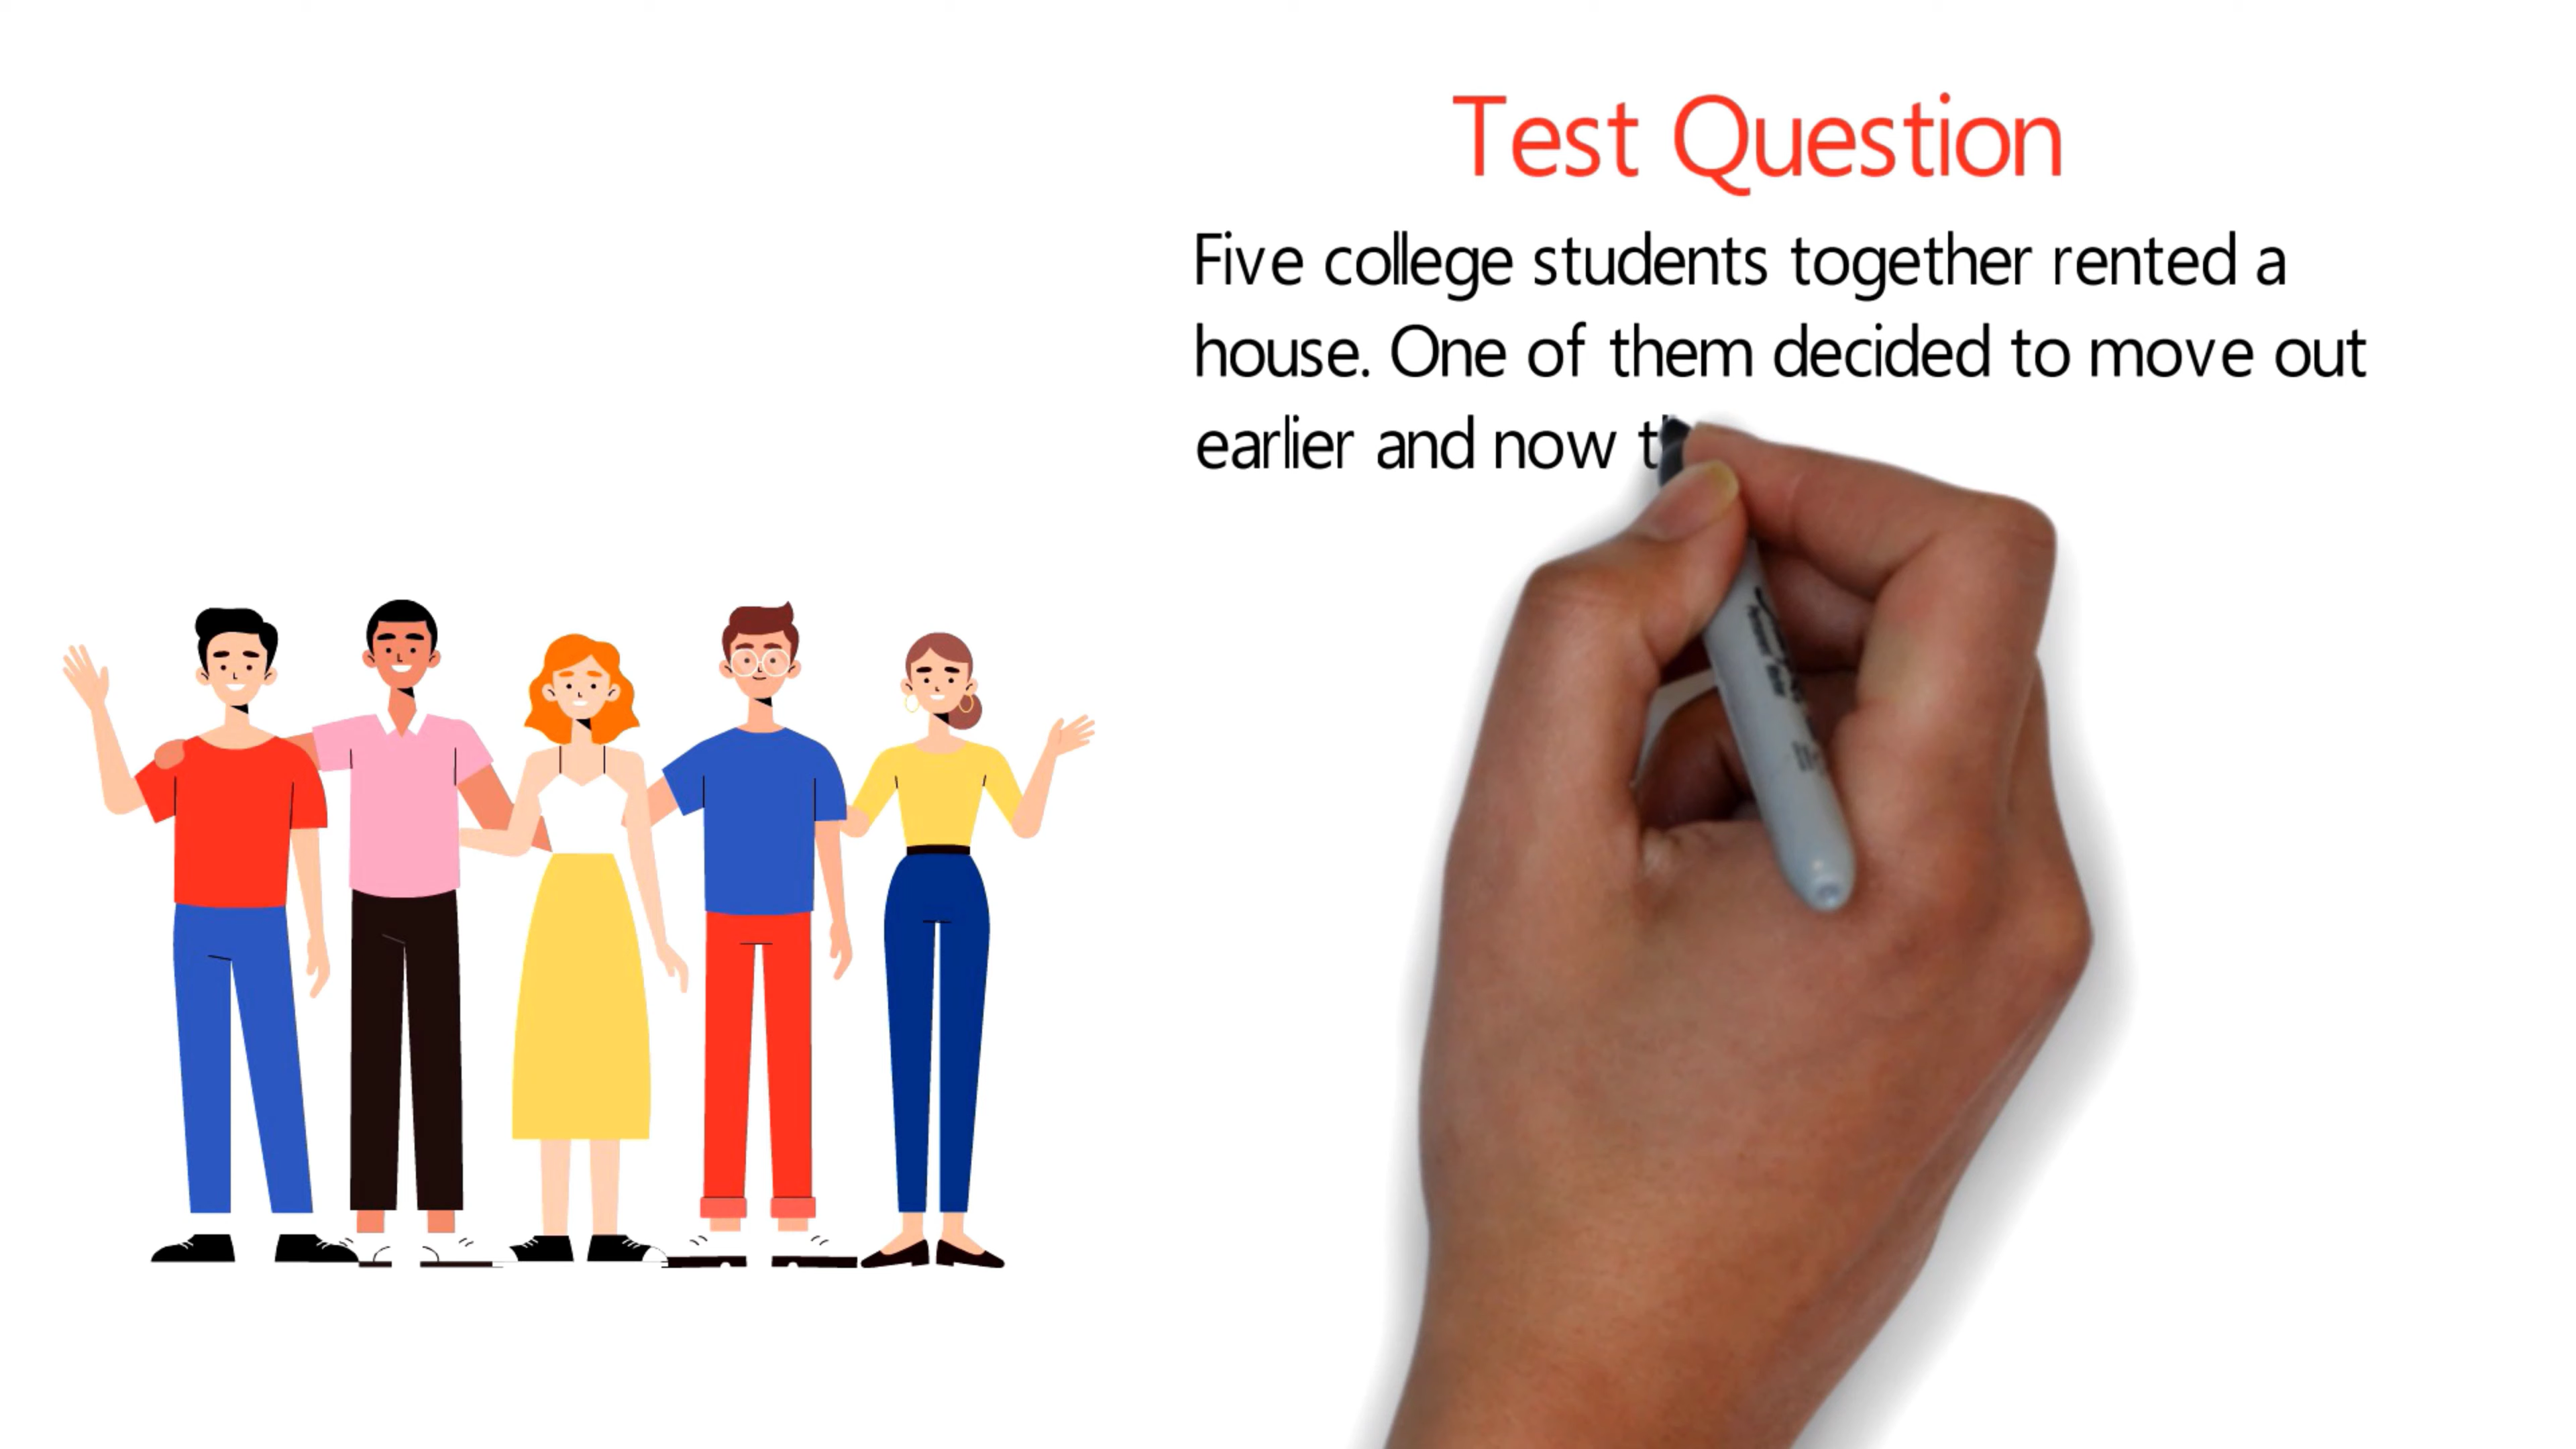 Test Question
Five college students together rented a
house. One of them decided to move out
earlier and now